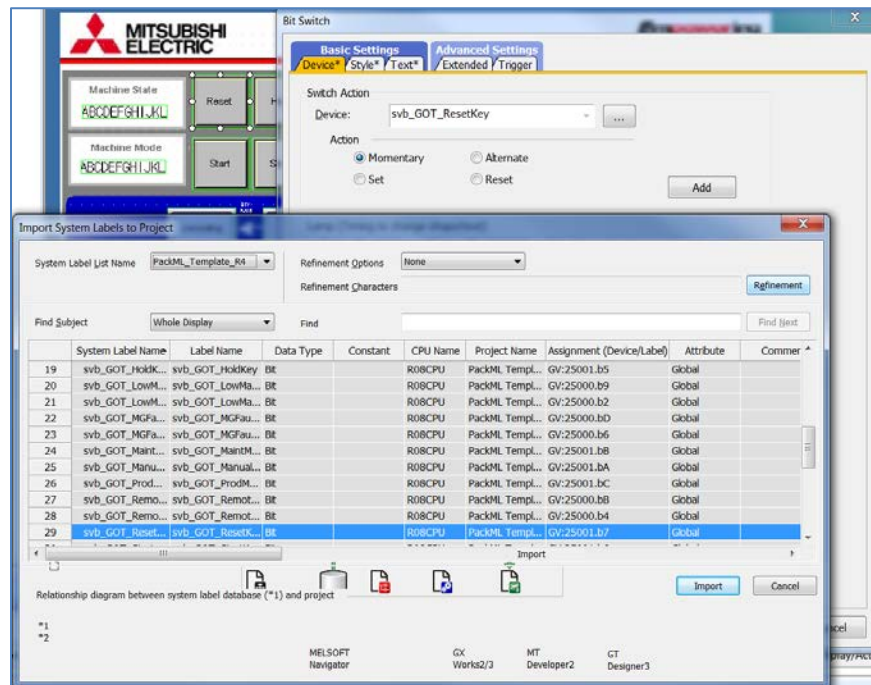 MITSUBISHI
ELECTRIC
Machine State
ABCDEFGHIJKL
Reset
Machine Mode
ABCDEFGHIJKL
Start
Bit Switch
x
Basic Settings
Advanced Settings
Device* Style* Text* Extended Trigger
Switch Action
Device: svb_GOT_ResetKey ...
Action
Momentary Alternate
Set Reset
Add
Import System Labels to Project
System Label List Name PackML_Template_R4 Refinement Options None
Refinement Characters Refinement
Find Subject Whole Display Find Find Next
System Label Name Label Name Data Type Constant CPU Name Project Name Assignment (Device/Label) Attribute Commer
19 svb_GOT_HoldK... svb_GOT_HoldKey Bit R08CPU PackML Templ... GV:25001.b5 Global
20 svb_GOT_LowM... svb_GOT_LowMa... Bit R08CPU PackML Templ... GV:25000.b9 Global
21 svb_GOT_LowM... svb_GOT_LowMa... Bit R08CPU PackML Templ... GV:25000.b2 Global
22 svb_GOT_MGFa... svb_GOT_MGFau... Bit R08CPU PackML Templ... GV:25000.bD Global
23 svb_GOT_MGFa... svb_GOT_MGFau... Bit R08CPU PackML Templ... GV:25000.b6 Global
24 svb_GOT_Maint... svb_GOT_MaintM... Bit R08CPU PackML Templ... GV:25001.bB Global
25 svb_GOT_Manu... svb_GOT_Manual... Bit R08CPU PackML Templ... GV:25001.bA Global
26 svb_GOT_Prod... svb_GOT_ProdM... Bit R08CPU PackML Templ... GV:25001.bC Global
27 svb_GOT_Remo... svb_GOT_Remot... Bit R08CPU PackML Templ... GV:25000.bB Global
28 svb_GOT_Remo... svb_GOT_Remot... Bit R08CPU PackML Templ... GV:25000.b4 Global
29 svb_GOT_Reset... svb_GOT_ResetK... Bit R08CPU PackML Templ... GV:25001.b7 Global
Import
Relationship diagram between system label database (*1) and project
Import Cancel
*1
*2
MELSOFT
Navigator
GX
Works2/3
MT
Developer2
GT
Designer3